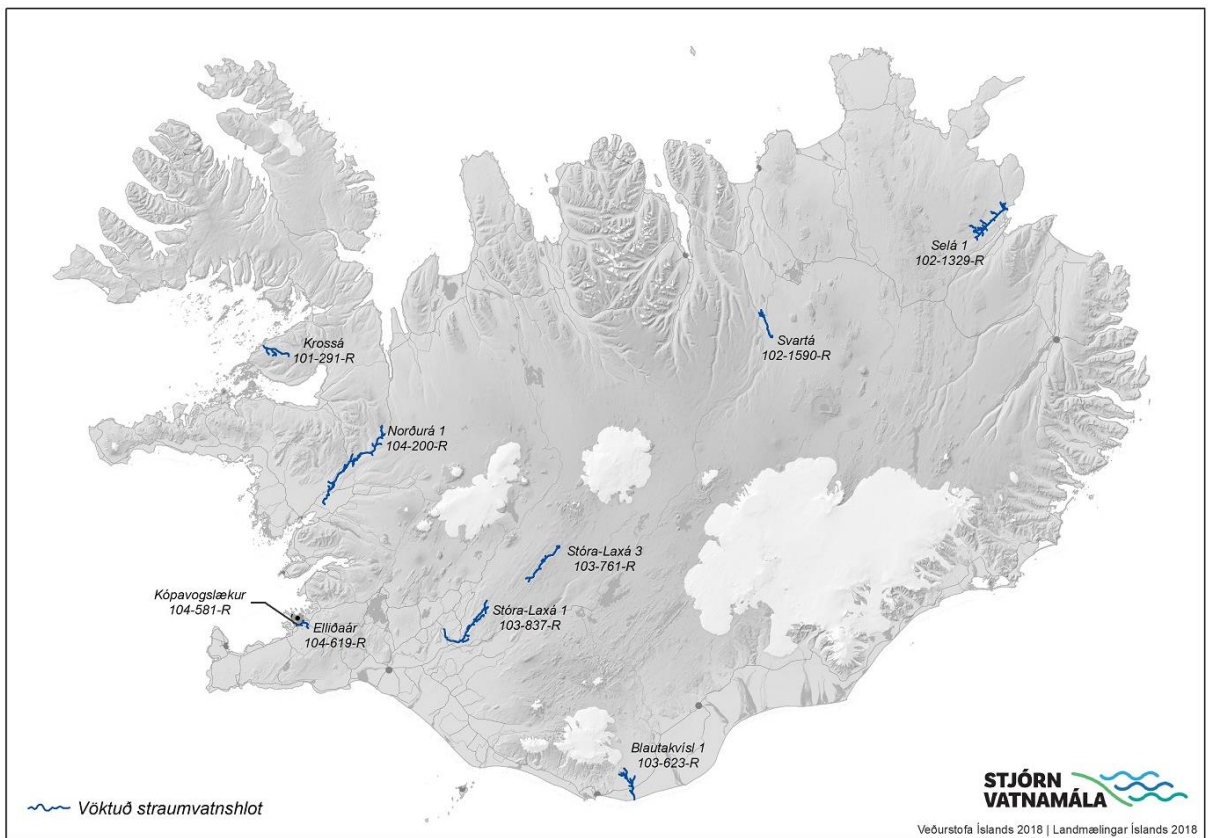 Selá 1
102-1329-R
Svartá
102-1590-R
Krossá
101-291-R
Norðurá 1
104-200-R
Stóra-Laxá 3
103-761-R
Kópavogslækur
104-581-R
Stóra-Laxá 1
103-837-R
Elliðaár
104-619-R
Blautakvísl 1
103-623-R
Vöktuð straumvatnshlot
STJÓRN
VATNAMÁLA
Veðurstofa Íslands 2018 | Landmælingar Íslands 2018